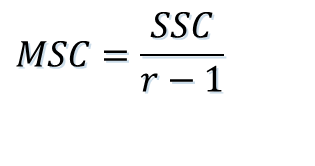 MSC = SSC / r − 1